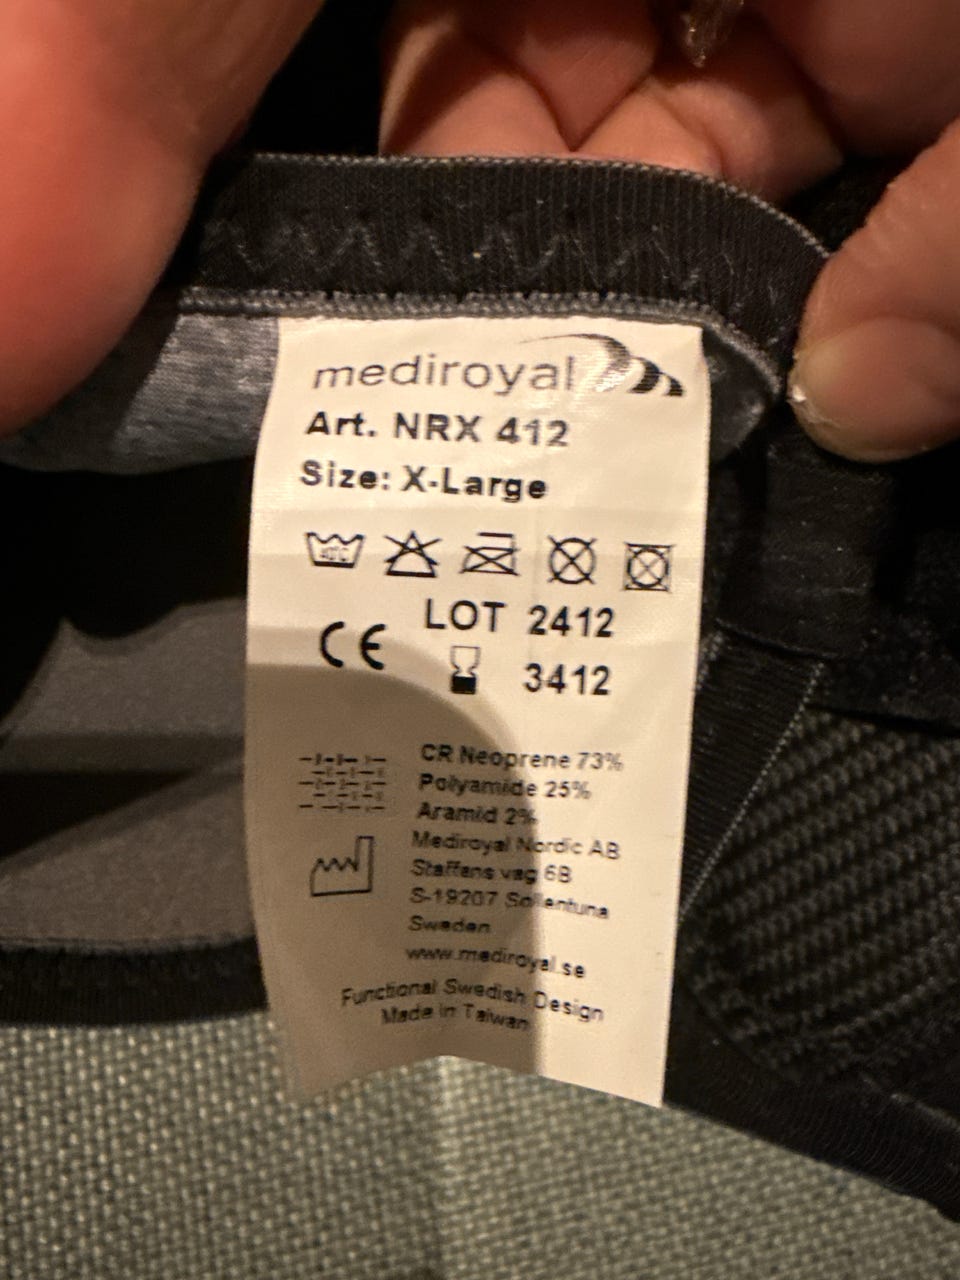 mediroyal
Art. NRX 412
Size: X-Large
40°C
LOT 2412
CE
3412
CR Neoprene 73%
Polyamide 25%
Aramid 2%
Mediroyal Nordic AB
Staffans väg 6B
S-19207 Sollentuna
Sweden
www.mediroyal.se
Functional Swedish Design
Made in Taiwan